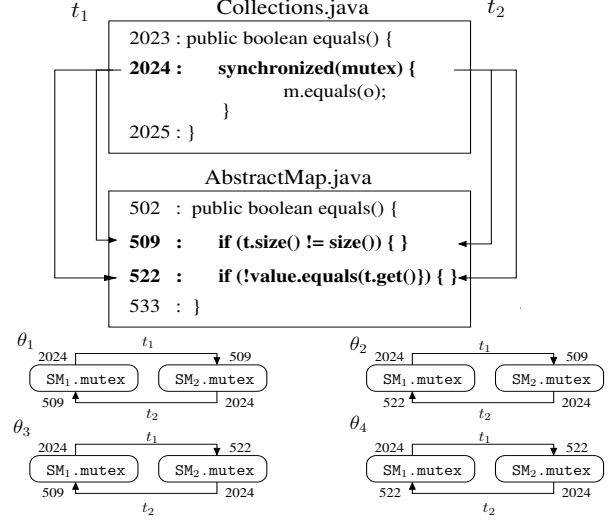 Collections.java
t1 t2
2023 : public boolean equals() {
2024 : synchronized(mutex) {
m.equals(o);
}
2025 : }
AbstractMap.java
502 : public boolean equals() {
509 : if (t.size() != size()) { }
522 : if (!value.equals(t.get()}) { }
533 : }
θ1
2024 t1 509
SM1.mutex SM2.mutex
509 t2 2024
θ2
2024 t1 509
SM1.mutex SM2.mutex
522 t2 2024
θ3
2024 t1 522
SM1.mutex SM2.mutex
509 t2 2024
θ4
2024 t1 522
SM1.mutex SM2.mutex
522 t2 2024